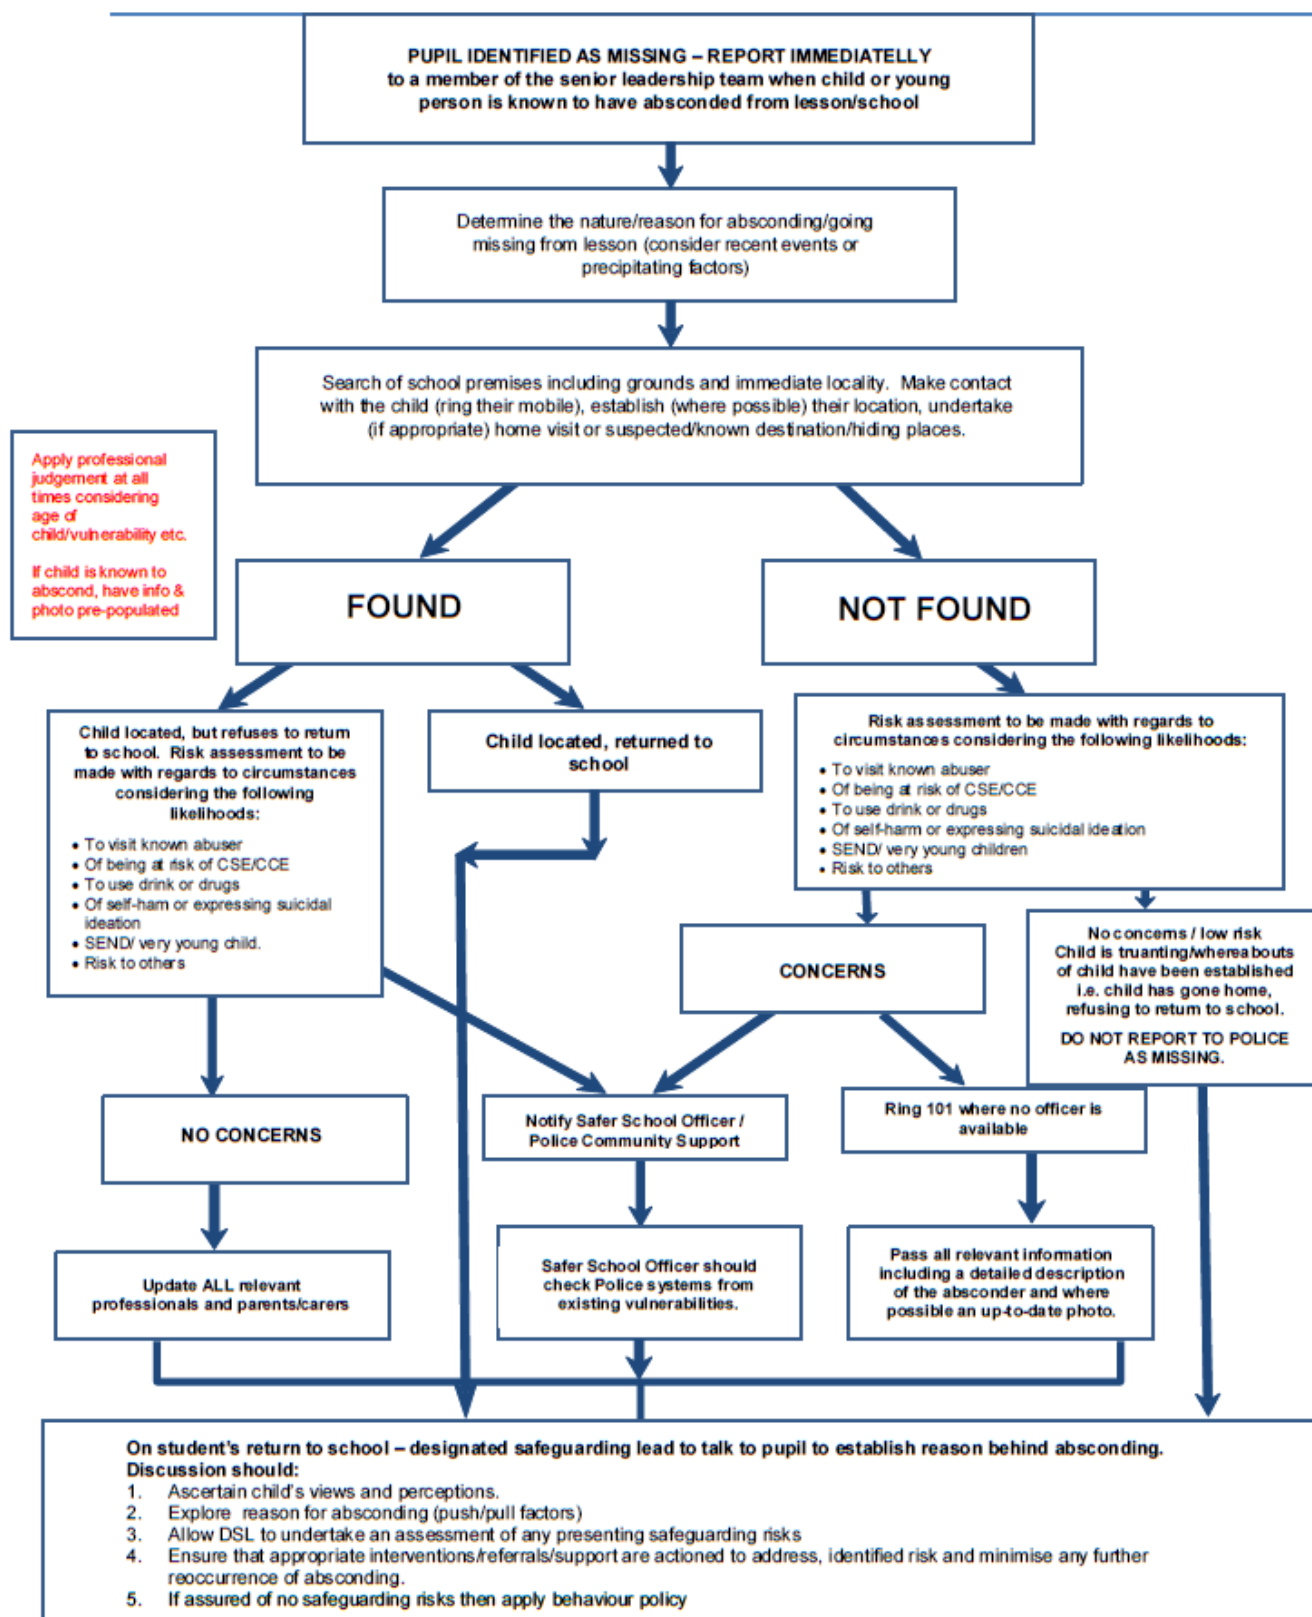 PUPIL IDENTIFIED AS MISSING – REPORT IMMEDIATELLY
to a member of the senior leadership team when child or young
person is known to have absconded from lesson/school
Determine the nature/reason for absconding/going
missing from lesson (consider recent events or
precipitating factors)
Search of school premises including grounds and immediate locality. Make contact
with the child (ring their mobile), establish (where possible) their location, undertake
(if appropriate) home visit or suspected/known destination/hiding places.
Apply professional
judgement at all
times considering
age of
child/vulnerability etc.
If child is known to
abscond, have info &
photo pre-populated
FOUND
NOT FOUND
Child located, but refuses to return
to school. Risk assessment to be
made with regards to circumstances
considering the following
likelihoods:
• To visit known abuser
• Of being at risk of CSE/CCE
• To use drink or drugs
• Of self-ham or expressing suicidal
ideation
• SEND/ very young child.
• Risk to others
Child located, returned to
school
Risk assessment to be made with regards to
circumstances considering the following likelihoods:
• To visit known abuser
• Of being at risk of CSE/CCE
• To use drink or drugs
• Of self-harm or expressing suicidal ideation
• SEND/ very young children
• Risk to others
CONCERNS
No concerns / low risk
Child is truanting/whereabouts
of child have been established
i.e. child has gone home,
refusing to return to school.
DO NOT REPORT TO POLICE
AS MISSING.
NO CONCERNS
Notify Safer School Officer /
Police Community Support
Ring 101 where no officer is
available
Update ALL relevant
professionals and parents/carers
Safer School Officer should
check Police systems from
existing vulnerabilities.
Pass all relevant information
including a detailed description
of the absconder and where
possible an up-to-date photo.
On student's return to school – designated safeguarding lead to talk to pupil to establish reason behind absconding.
Discussion should:
1. Ascertain child's views and perceptions.
2. Explore reason for absconding (push/pull factors)
3. Allow DSL to undertake an assessment of any presenting safeguarding risks
4. Ensure that appropriate interventions/referrals/support are actioned to address, identified risk and minimise any further
reoccurrence of absconding.
5. If assured of no safeguarding risks then apply behaviour policy